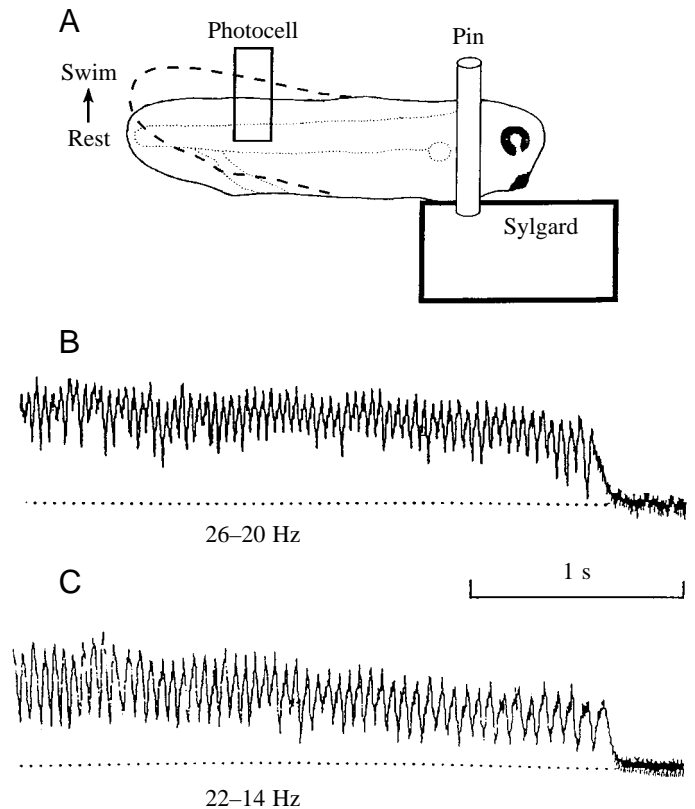 A
Photocell
Pin
Swim
Rest
Sylgard
B
26–20 Hz
1 s
C
22–14 Hz